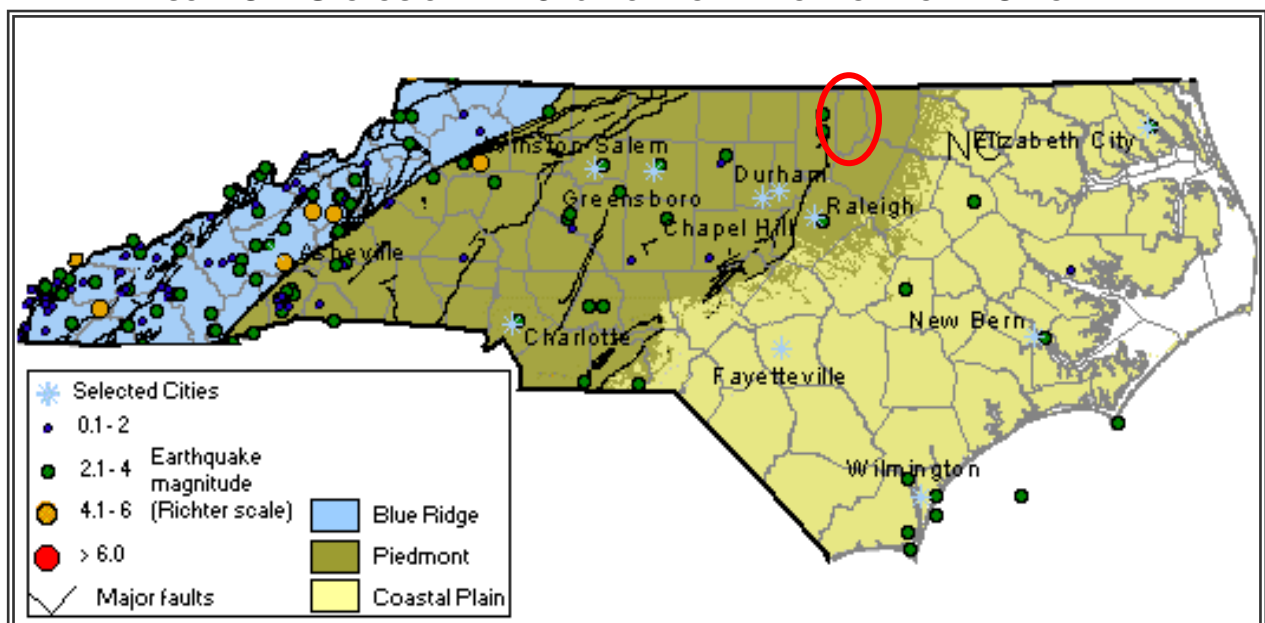 inston-Salem
Elizabeth City
NC
Durham
Greensboro
Raleigh
Chapel Hill
Asheville
New Bern
Charlotte
Fayetteville
Wilmington
Selected Cities
0.1 - 2
2.1 - 4 Earthquake
magnitude
4.1 - 6 (Richter scale)
> 6.0
Major faults
Blue Ridge
Piedmont
Coastal Plain